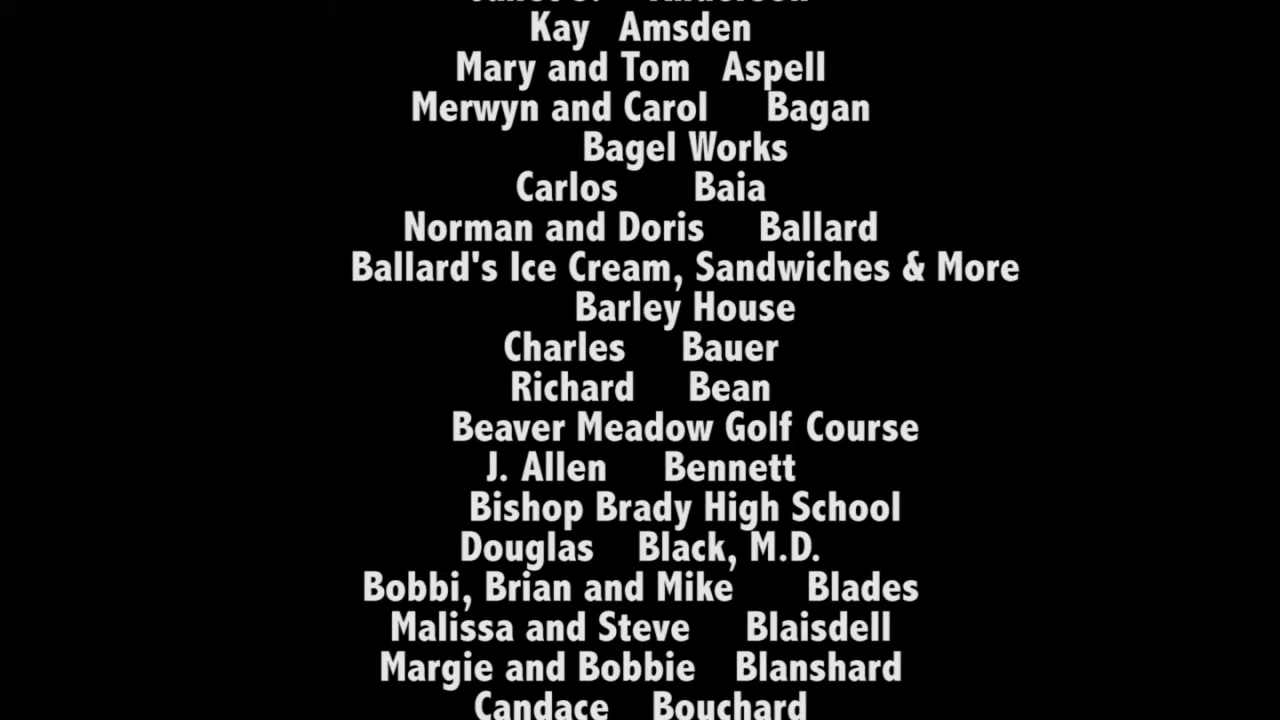 Anderson
Kay Amsden
Mary and Tom Aspell
Merwyn and Carol Bagan
Bagel Works
Carlos Baia
Norman and Doris Ballard
Ballard's Ice Cream, Sandwiches & More
Barley House
Charles Bauer
Richard Bean
Beaver Meadow Golf Course
J. Allen Bennett
Bishop Brady High School
Douglas Black, M.D.
Bobbi, Brian and Mike Blades
Malissa and Steve Blaisdell
Margie and Bobbie Blanshard
Candace Bouchard